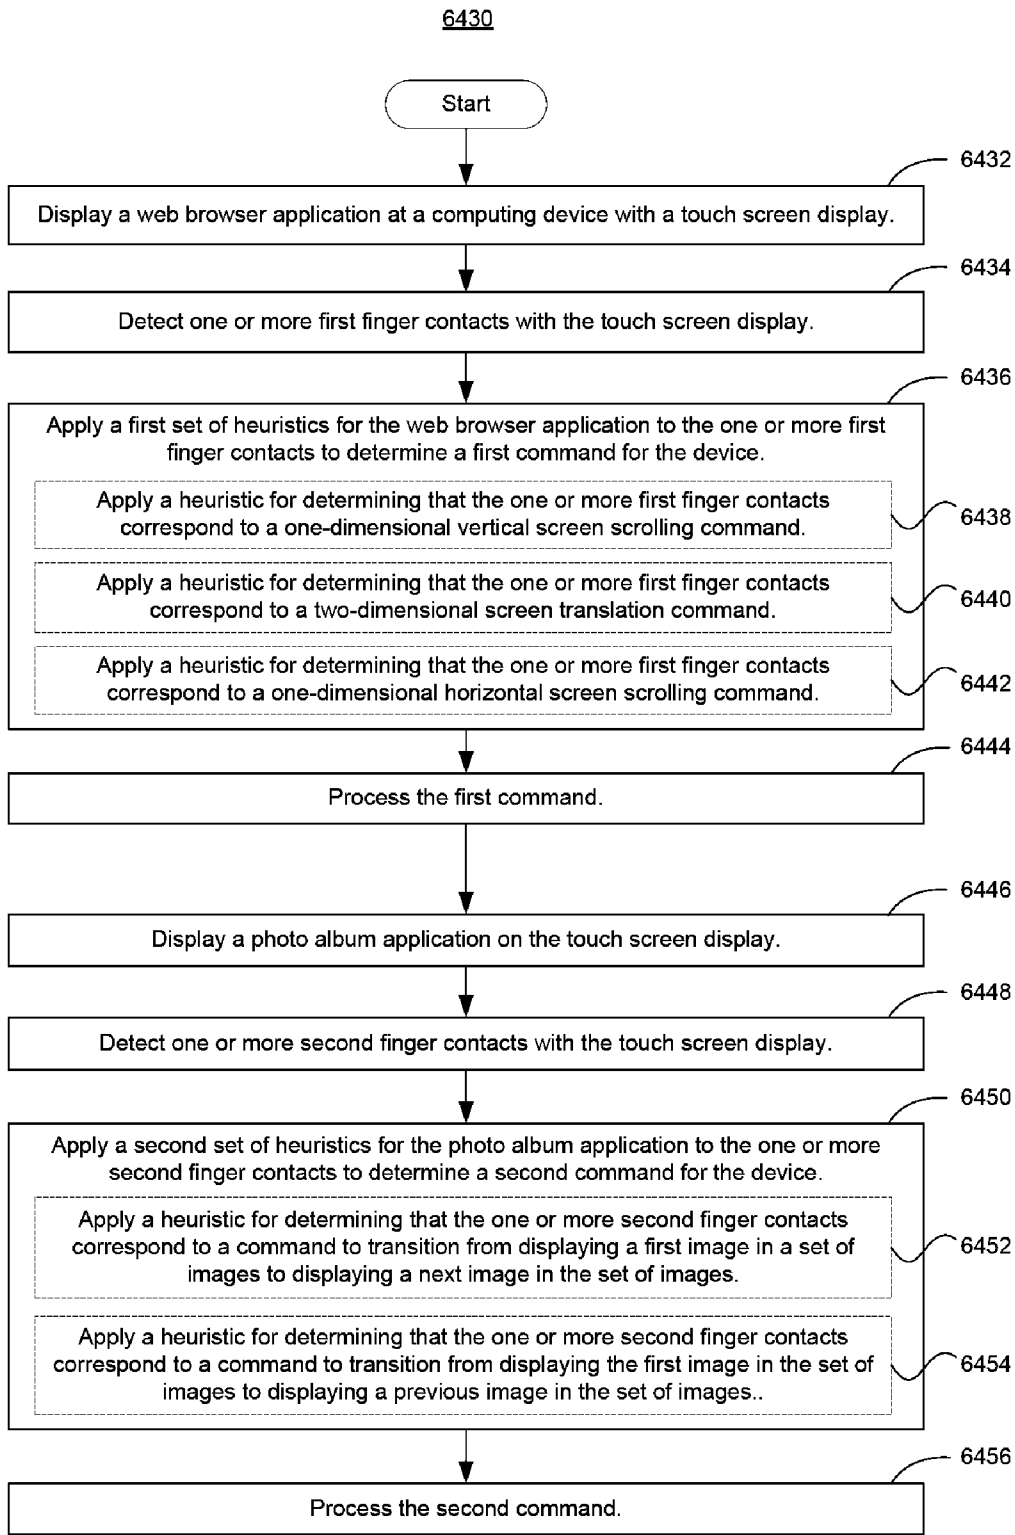 6430
Start
6432
Display a web browser application at a computing device with a touch screen display.
6434
Detect one or more first finger contacts with the touch screen display.
6436
Apply a first set of heuristics for the web browser application to the one or more first
finger contacts to determine a first command for the device.
Apply a heuristic for determining that the one or more first finger contacts
correspond to a one-dimensional vertical screen scrolling command.
6438
Apply a heuristic for determining that the one or more first finger contacts
correspond to a two-dimensional screen translation command.
6440
Apply a heuristic for determining that the one or more first finger contacts
correspond to a one-dimensional horizontal screen scrolling command.
6442
6444
Process the first command.
6446
Display a photo album application on the touch screen display.
6448
Detect one or more second finger contacts with the touch screen display.
6450
Apply a second set of heuristics for the photo album application to the one or more
second finger contacts to determine a second command for the device.
Apply a heuristic for determining that the one or more second finger contacts
correspond to a command to transition from displaying a first image in a set of
images to displaying a next image in the set of images.
6452
Apply a heuristic for determining that the one or more second finger contacts
correspond to a command to transition from displaying the first image in the set of
images to displaying a previous image in the set of images..
6454
6456
Process the second command.